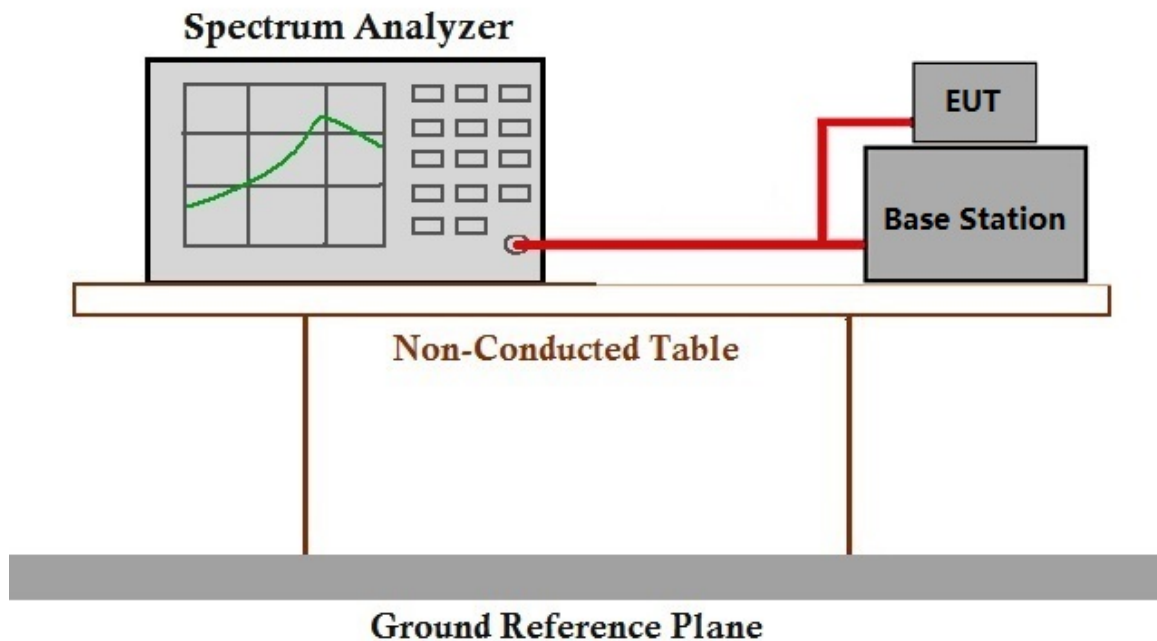 Spectrum Analyzer
EUT
Base Station
Non-Conducted Table
Ground Reference Plane